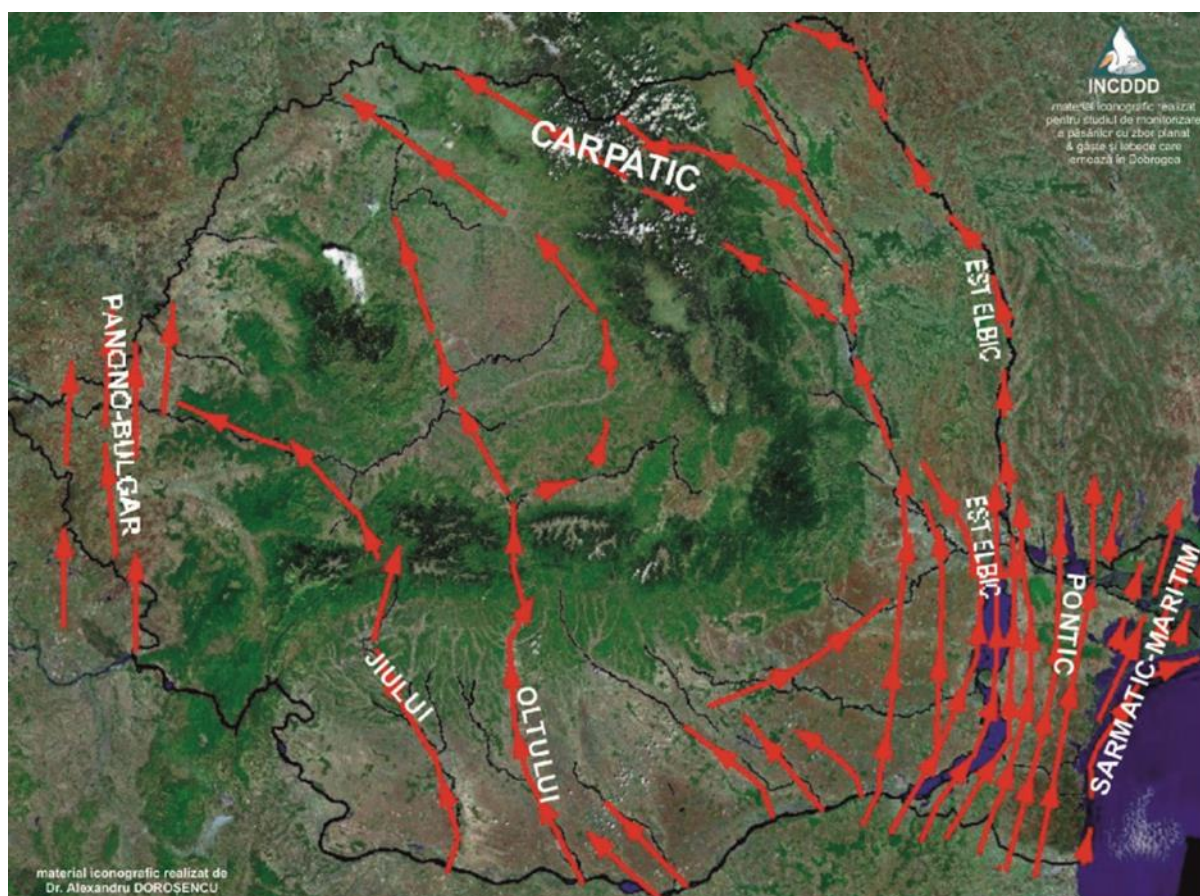 INCDDD
material iconografic realizat
pentru studiul de monitorizare
a păsărilor cu zbor planat
& gâște și lebede care
ernează în Dobrogea
CARPATIC
EST ELBIC
PANONO-BULGAR
EST ELBIC
PONTIC
SARMATIC-MARITIM
JIULUI
OLTULUI
material iconografic realizat de
Dr. Alexandru DOROȘENCU